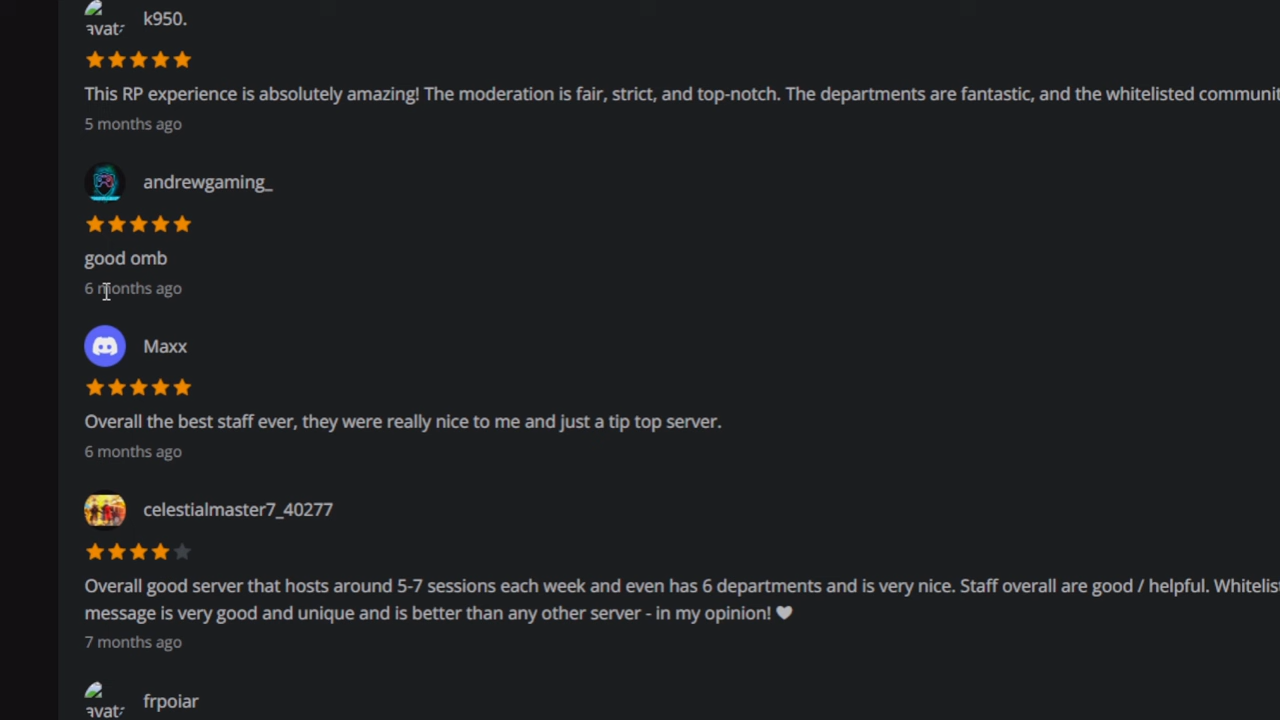 k950.
This RP experience is absolutely amazing! The moderation is fair, strict, and top-notch. The departments are fantastic, and the whitelisted
5 months ago
andrewgaming_
good omb
6 months ago
Maxx
Overall the best staff ever, they were really nice to me and just a tip top server.
6 months ago
celestialmaster7_40277
Overall good server that hosts around 5-7 sessions each week and even has 6 departments and is very nice. Staff overall are good / helpful.
message is very good and unique and is better than any other server - in my opinion! 🖤
7 months ago
frpoiar